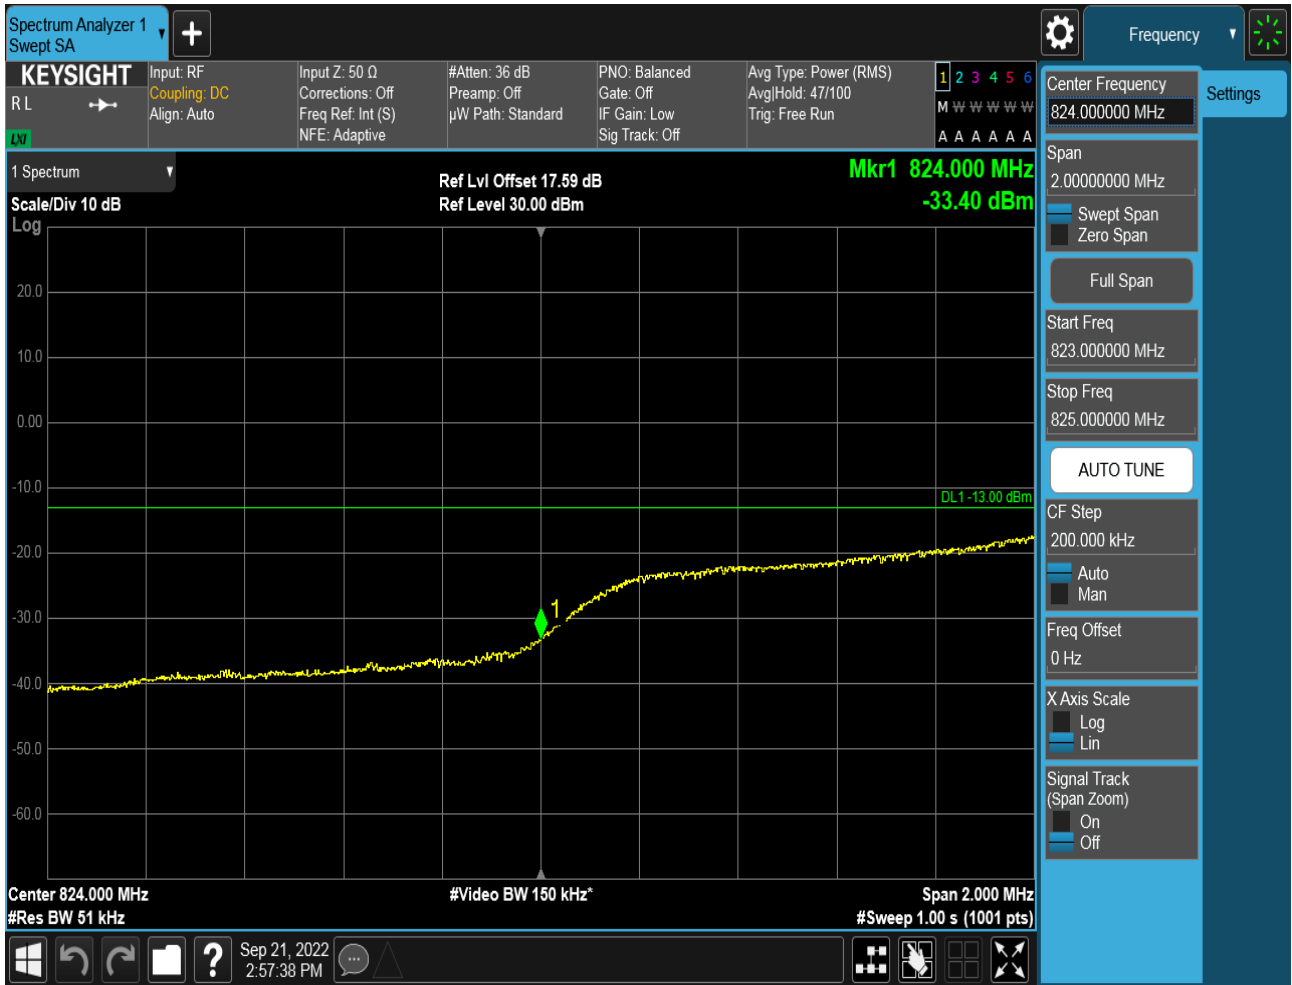 Spectrum Analyzer 1
Swept SA
Frequency
KEYSIGHT
R L
LXI
Input: RF
Coupling: DC
Align: Auto
Input Z: 50 Ω
Corrections: Off
Freq Ref: Int (S)
NFE: Adaptive
#Atten: 36 dB
Preamp: Off
µW Path: Standard
PNO: Balanced
Gate: Off
IF Gain: Low
Sig Track: Off
Avg Type: Power (RMS)
Avg|Hold: 47/100
Trig: Free Run
1 2 3 4 5 6
M W W W W W
A A A A A A
1 Spectrum
Scale/Div 10 dB
Log
Ref Lvl Offset 17.59 dB
Ref Level 30.00 dBm
Mkr1 824.000 MHz
-33.40 dBm
20.0
10.0
0.00
-10.0
DL1 -13.00 dBm
-20.0
-30.0
1
-40.0
-50.0
-60.0
Center 824.000 MHz
#Video BW 150 kHz*
Span 2.000 MHz
#Res BW 51 kHz
#Sweep 1.00 s (1001 pts)
Center Frequency
824.000000 MHz
Settings
Span
2.00000000 MHz
Swept Span
Zero Span
Full Span
Start Freq
823.000000 MHz
Stop Freq
825.000000 MHz
AUTO TUNE
CF Step
200.000 kHz
Auto
Man
Freq Offset
0 Hz
X Axis Scale
Log
Lin
Signal Track
(Span Zoom)
On
Off
?
Sep 21, 2022
2:57:38 PM